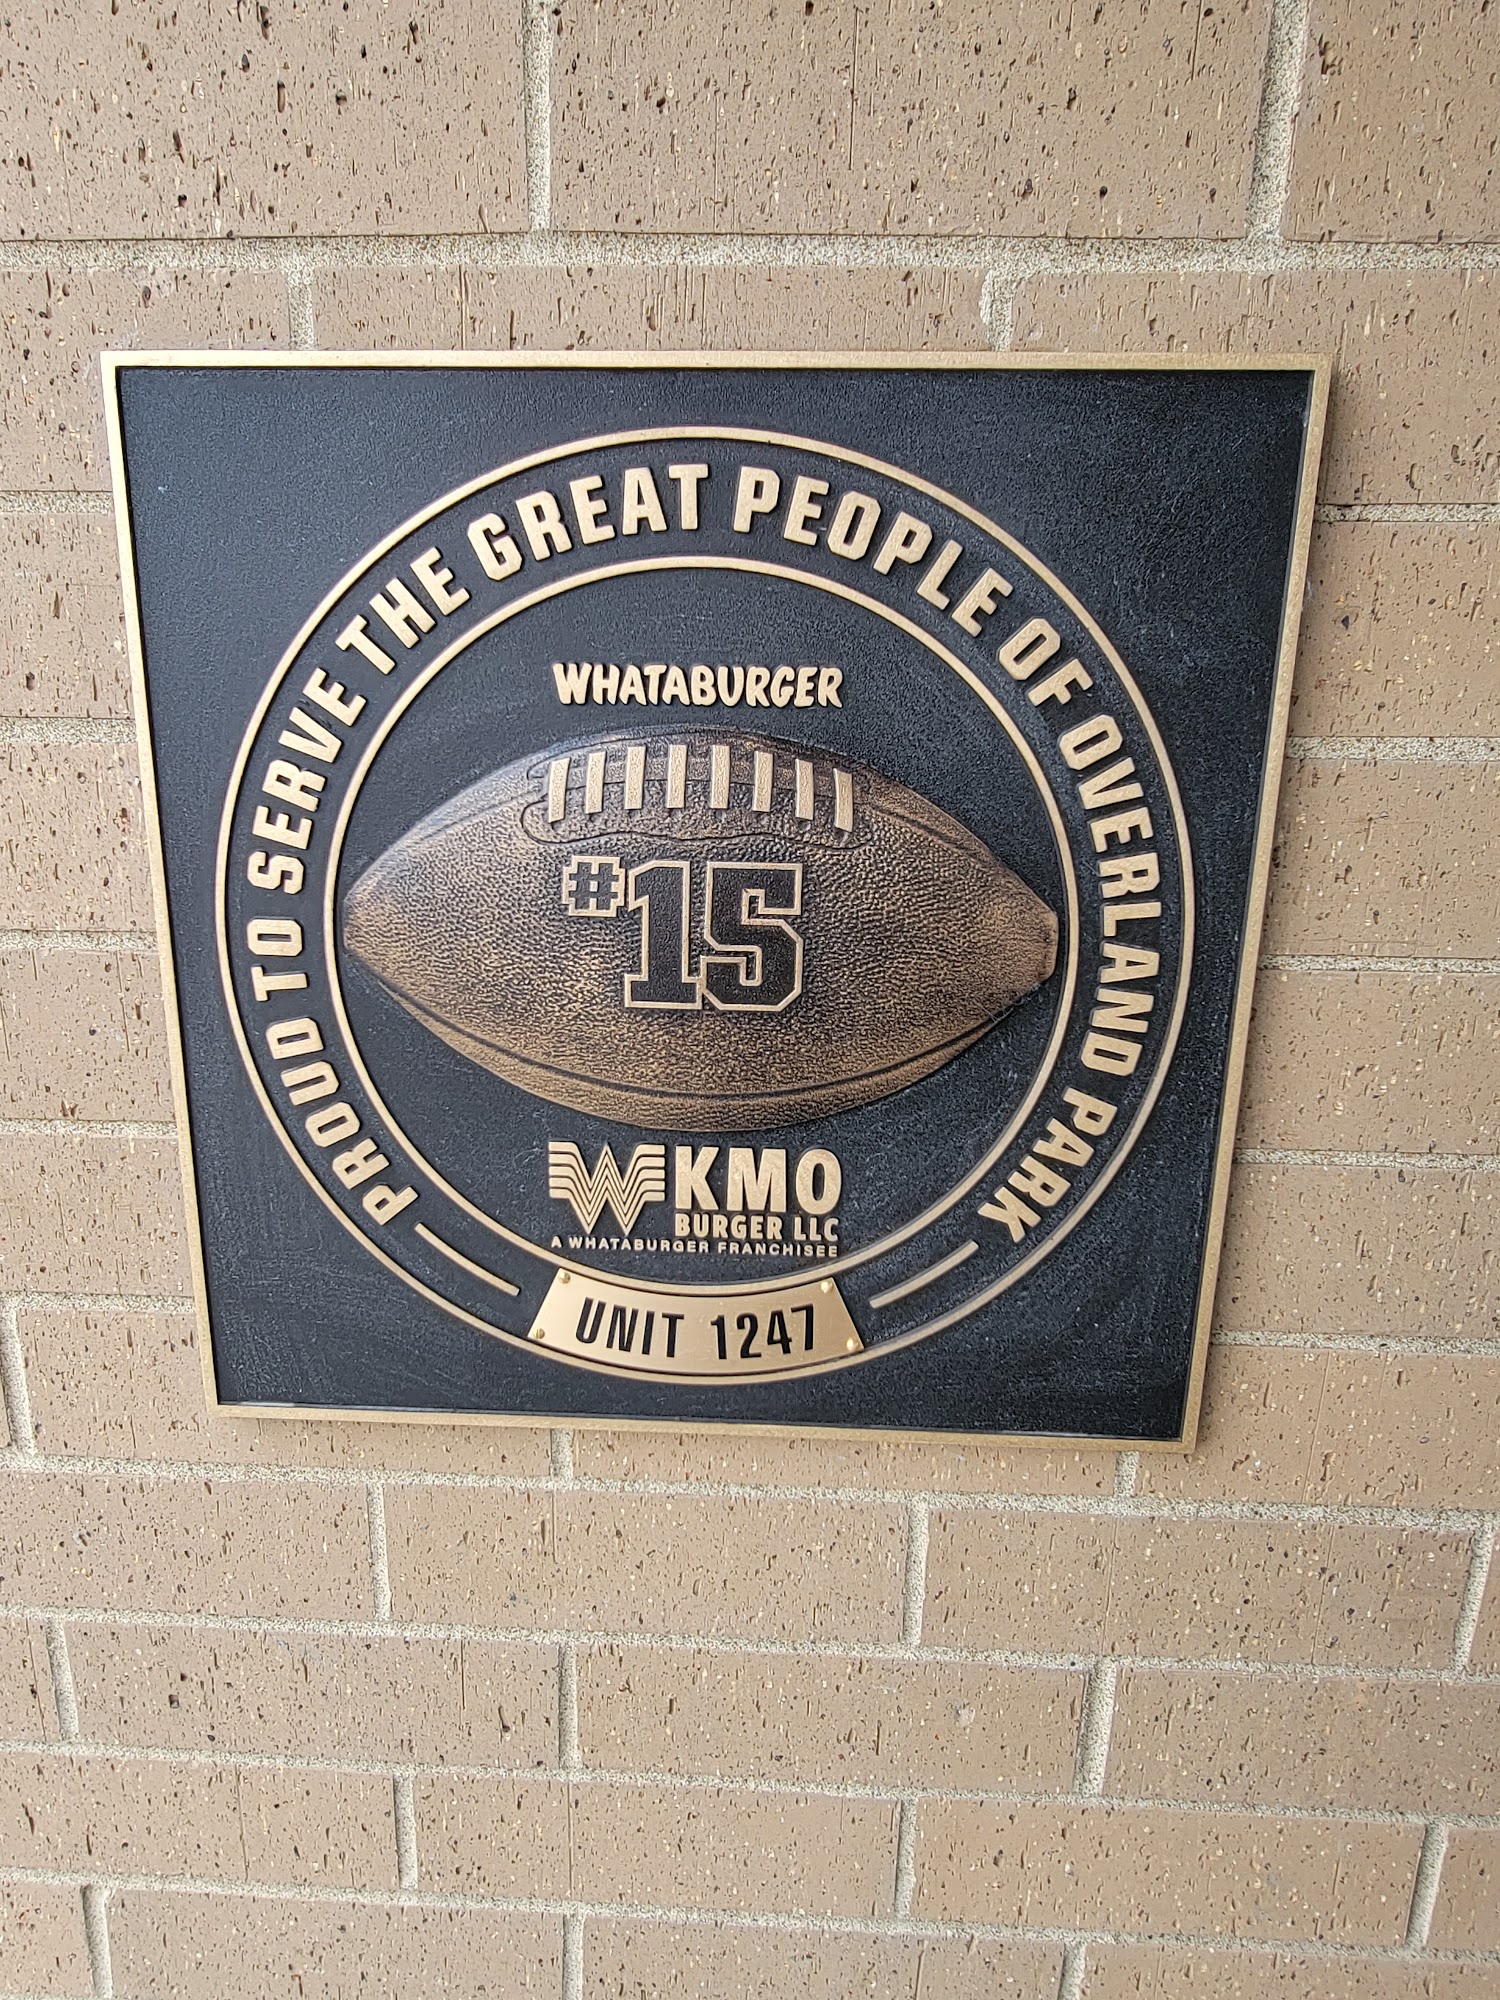 PROUD TO SERVE THE GREAT PEOPLE OF OVERLAND PARK
WHATABURGER
#15
W KMO
BURGER LLC
A WHATABURGER FRANCHISEE
UNIT 1247